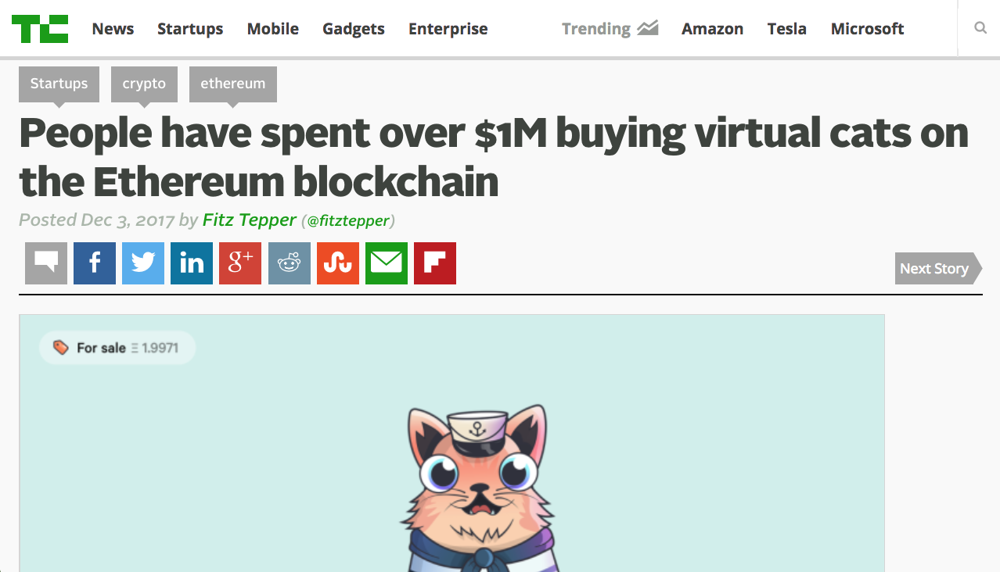 TC News Startups Mobile Gadgets Enterprise Trending Amazon Tesla Microsoft
Startups crypto ethereum
People have spent over $1M buying virtual cats on
the Ethereum blockchain
Posted Dec 3, 2017 by Fitz Tepper (@fitztepper)
f in g+
Next Story
For sale Ξ 1.9971